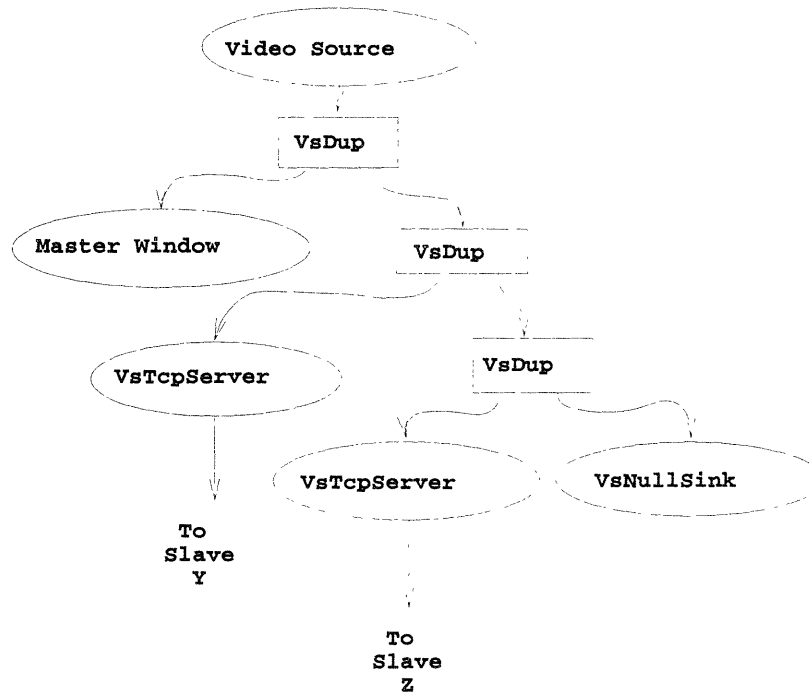 Video Source
VsDup
Master Window
VsDup
VsTcpServer
VsDup
VsTcpServer
VsNullSink
To
Slave
Y
To
Slave
Z